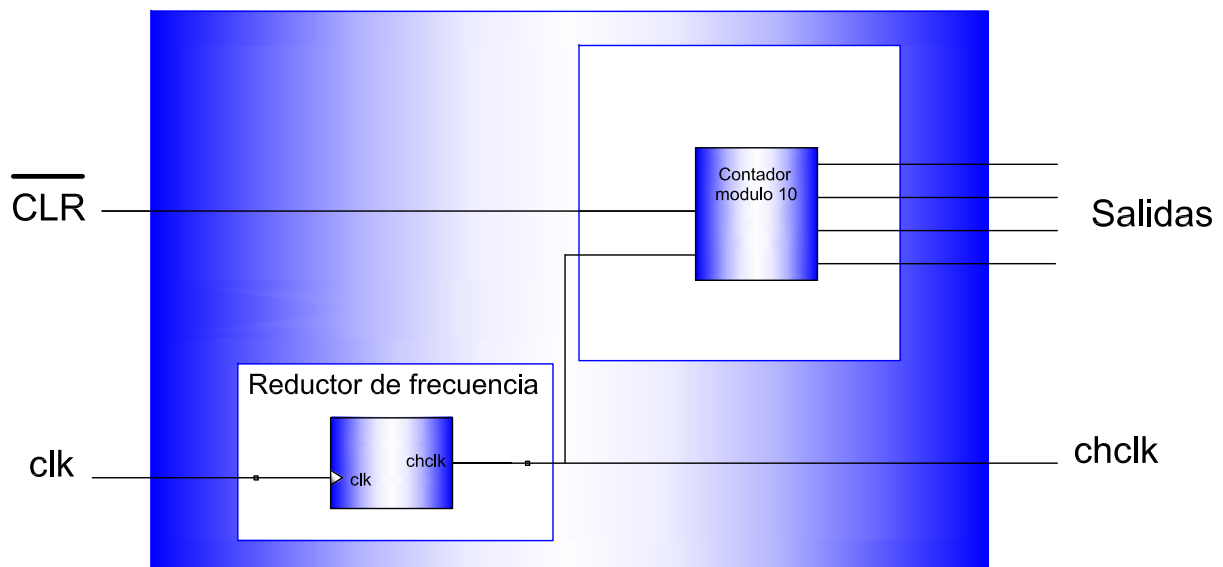 Contador
modulo 10
CLR
Salidas
Reductor de frecuencia
clk
chclk
clk
chclk